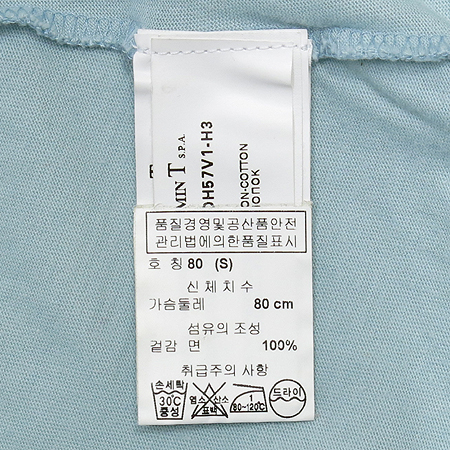 MIN T S.P.A.
0H57V1-H3
ON-COTTON
ПОПОК
품질경영및공산품안전
관리법에의한품질표시
호 칭 80 (S)
신 체 치 수
가슴둘레 80 cm
섬유의 조성
겉감 면 100%
취급주의 사항
손세탁 30℃ 중성
염소 산소 표백
1 80~120℃
드라이